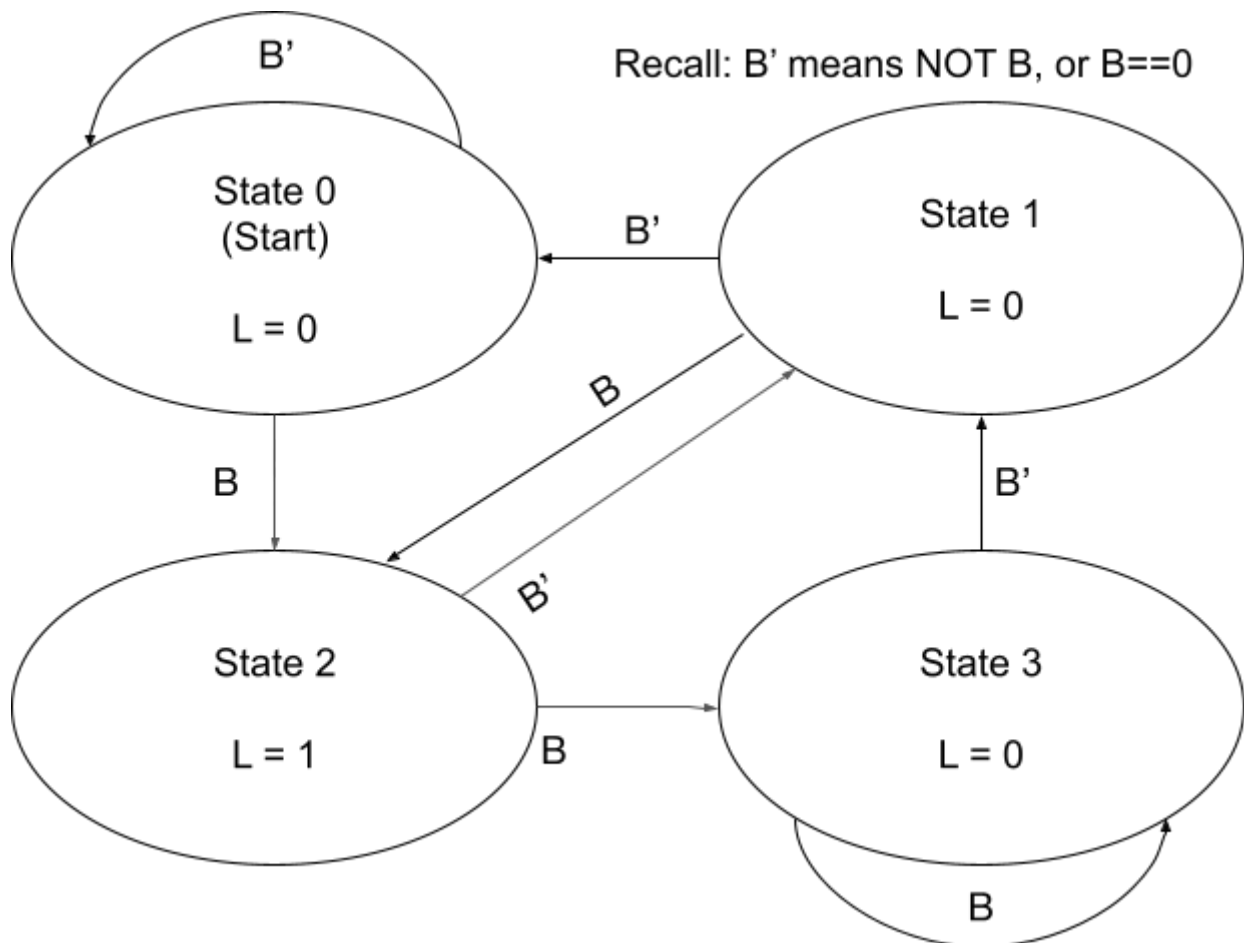 B’
Recall: B’ means NOT B, or B==0
State 0
(Start)
L = 0
State 1
L = 0
B’
B
B
B’
B’
State 2
L = 1
State 3
L = 0
B
B